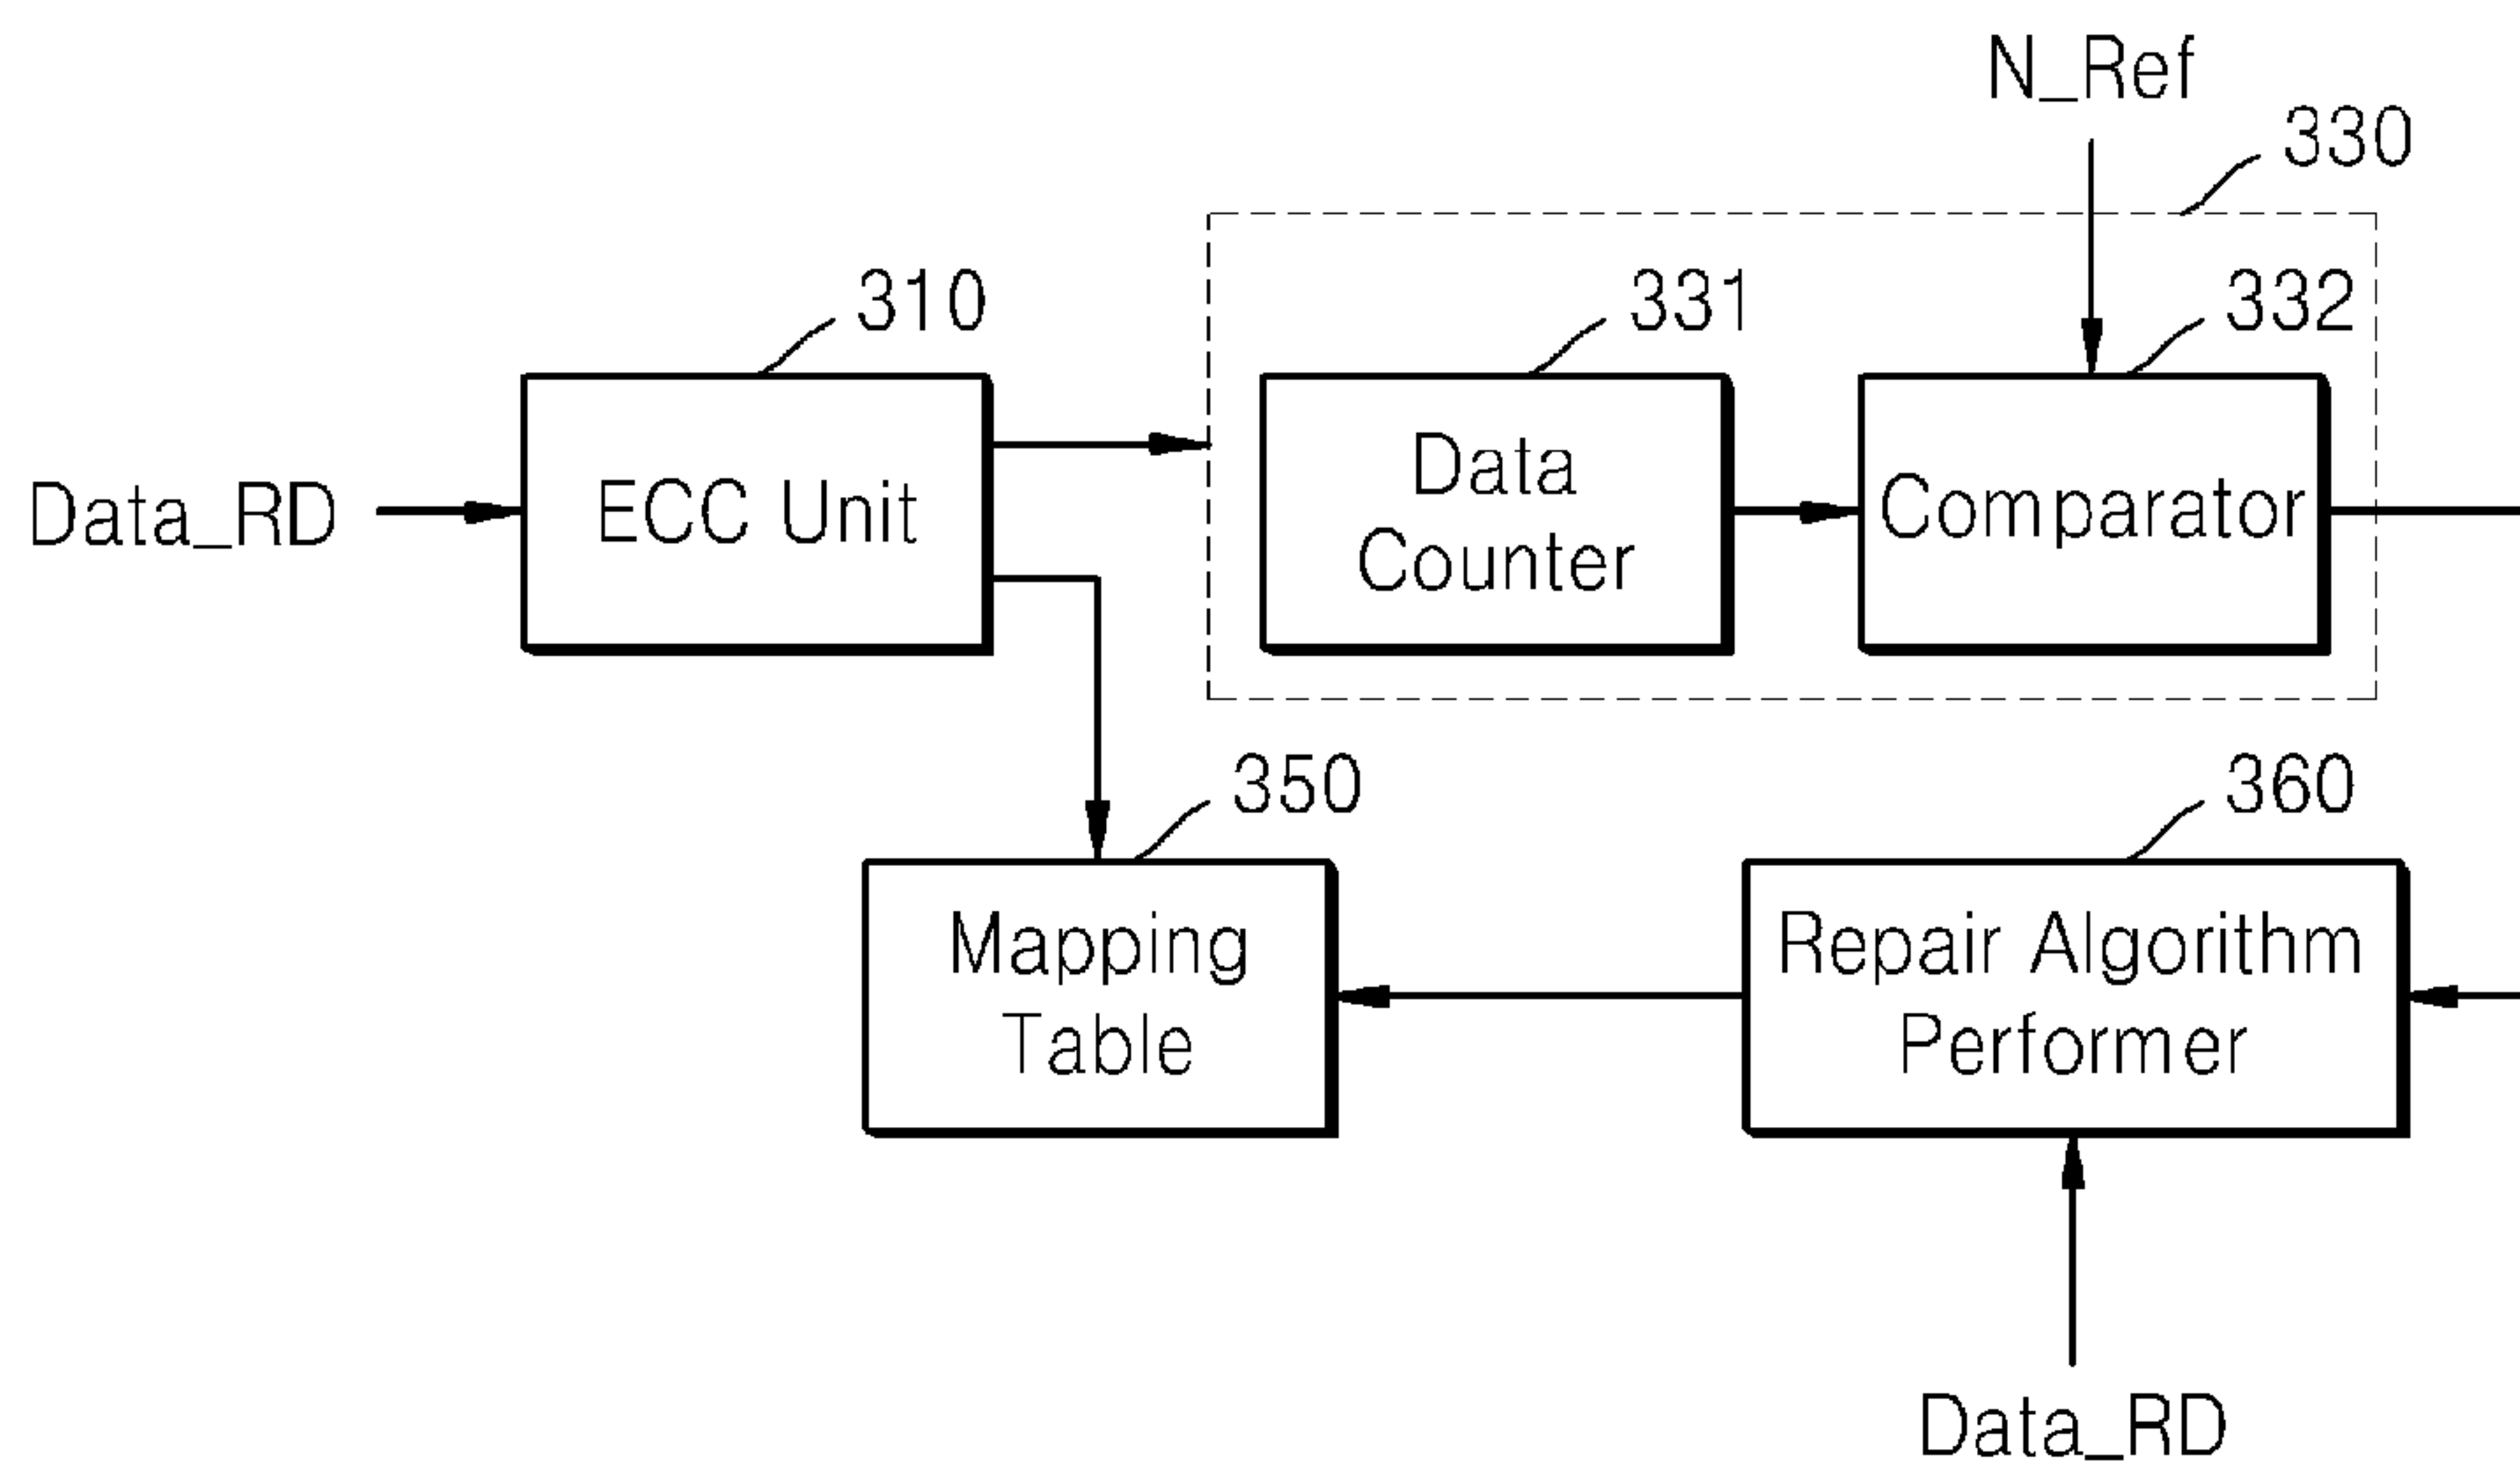 N_Ref
330
310
331
332
Data_RD
ECC Unit
Data
Counter
Comparator
350
360
Mapping
Table
Repair Algorithm
Performer
Data_RD